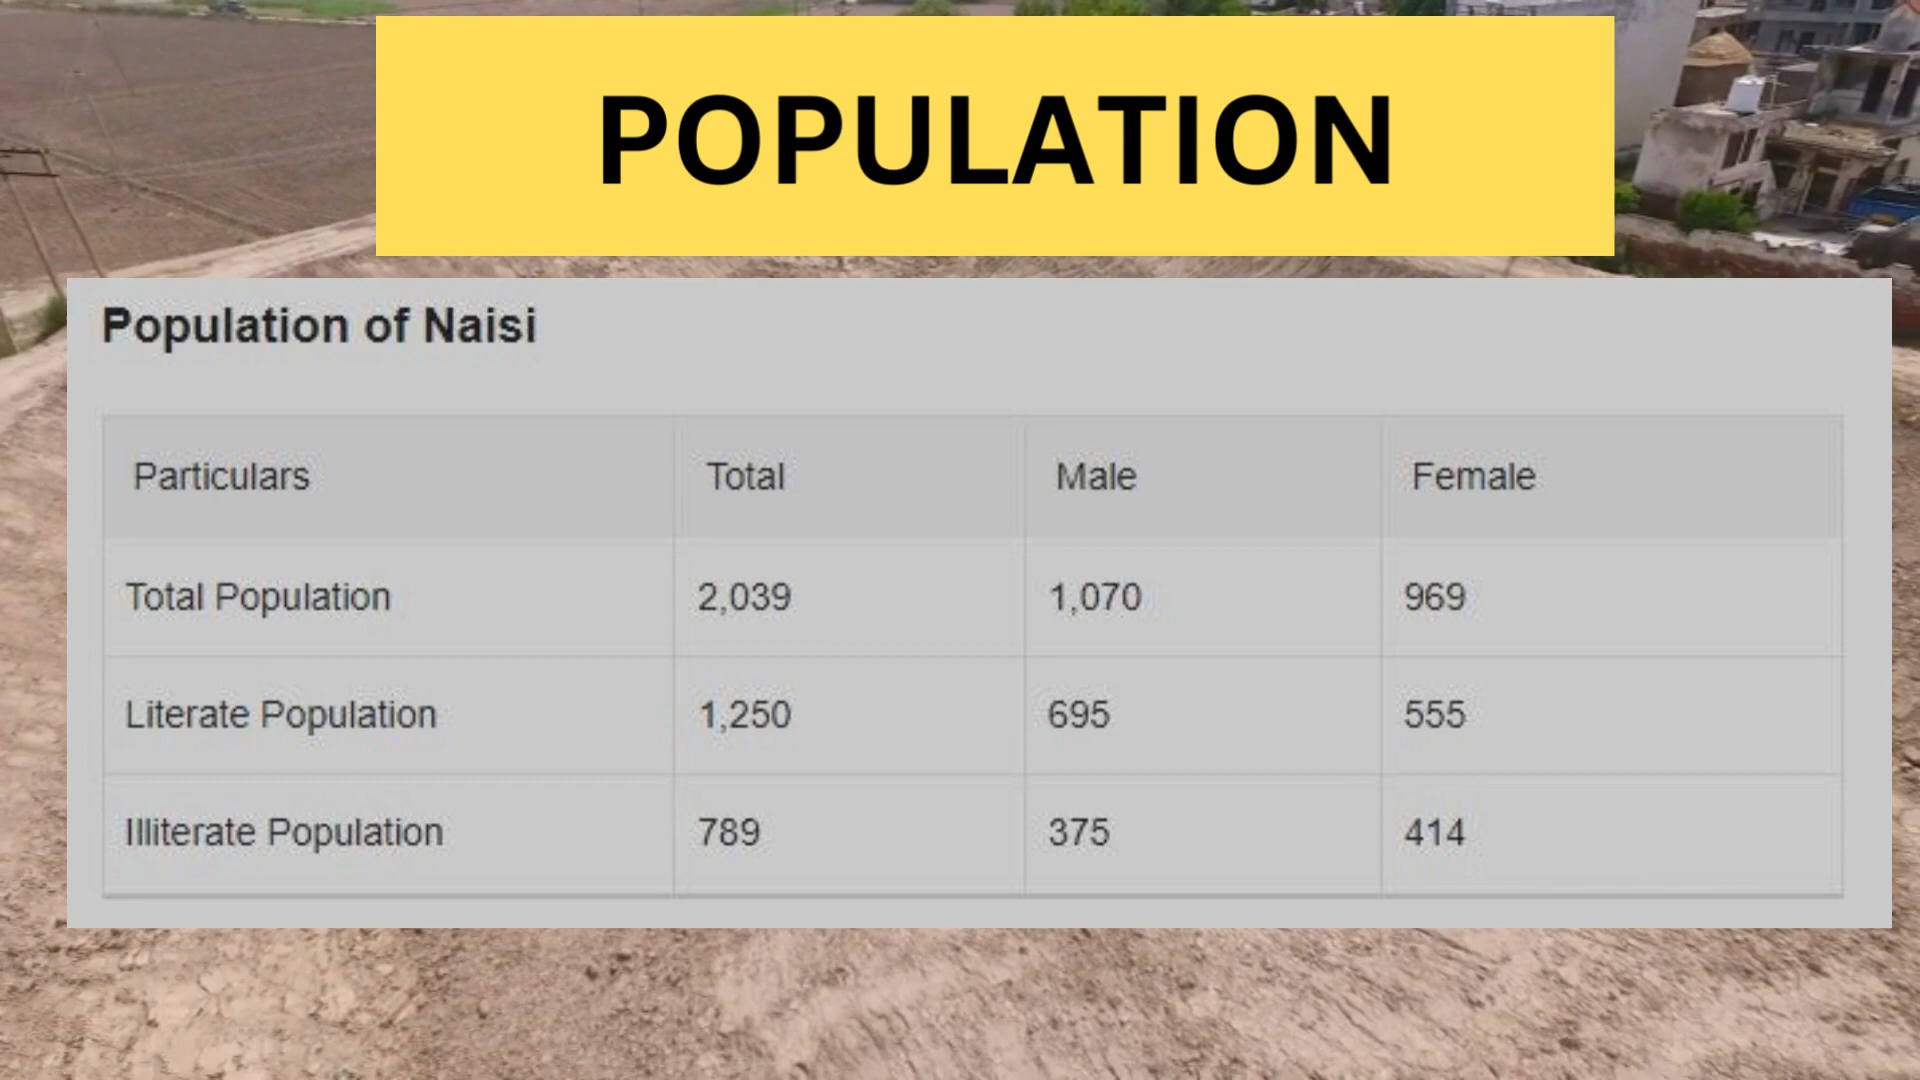 POPULATION
Population of Naisi
Particulars Total Male Female
Total Population 2,039 1,070 969
Literate Population 1,250 695 555
Illiterate Population 789 375 414